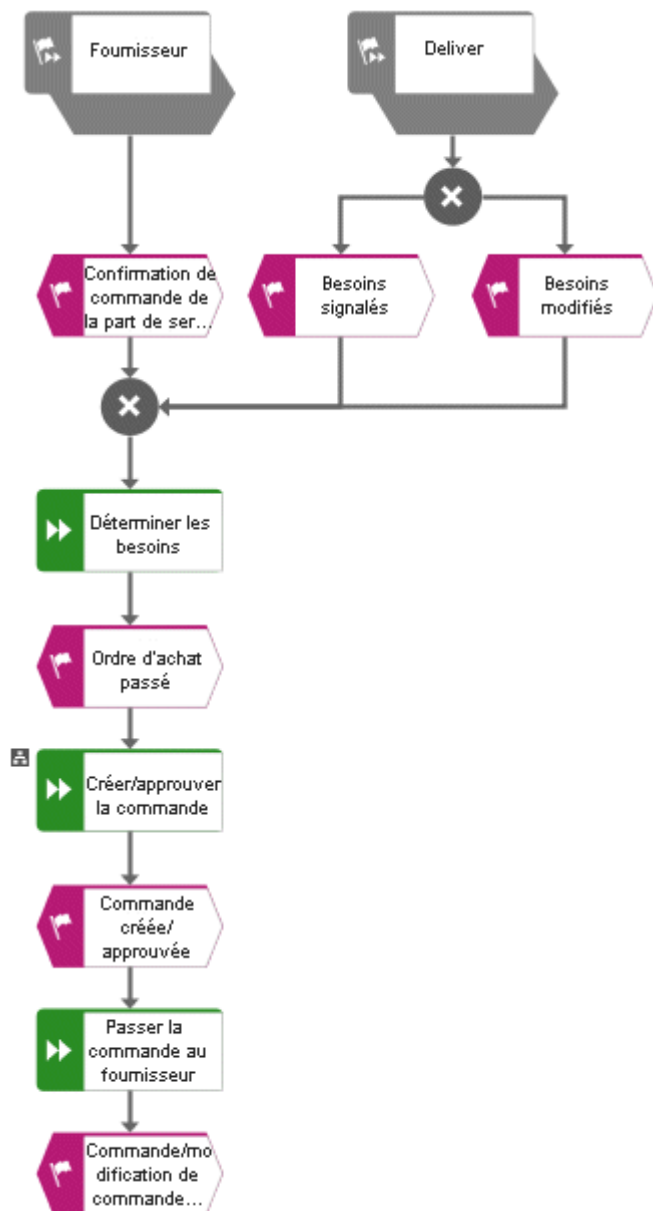 Fournisseur
Deliver
Confirmation de
commande de
la part de ser...
Besoins
signalés
Besoins
modifiés
Déterminer les
besoins
Ordre d'achat
passé
Créer/approuver
la commande
Commande
créée/
approuvée
Passer la
commande au
fournisseur
Commande/mo
dification de
commande...